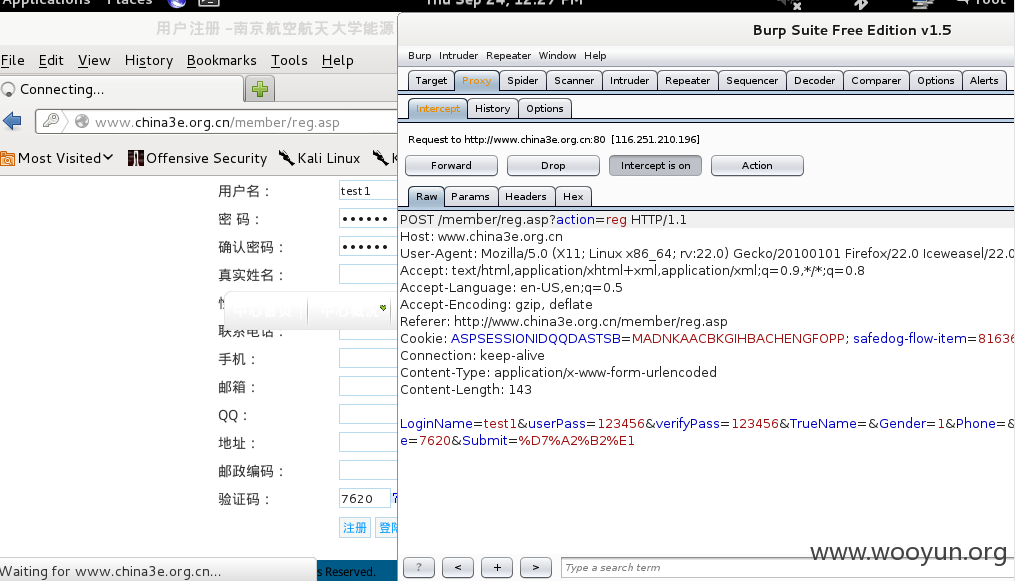 Applications Places
Thu Sep 24, 12:27 PM
root
用户注册 -南京航空航天大学能源
File Edit View History Bookmarks Tools Help
Connecting...
www.china3e.org.cn/member/reg.asp
Most Visited Offensive Security Kali Linux K
用户名：
test1
密 码：
••••••
确认密码：
••••••
真实姓名：
联系电话：
手机：
邮箱：
QQ：
地址：
邮政编码：
验证码：
7620
注册
Waiting for www.china3e.org.cn...
s Reserved.
Burp Suite Free Edition v1.5
Burp Intruder Repeater Window Help
Target Proxy Spider Scanner Intruder Repeater Sequencer Decoder Comparer Options Alerts
Intercept History Options
Request to http://www.china3e.org.cn:80 [116.251.210.196]
Forward Drop Intercept is on Action
Raw Params Headers Hex
POST /member/reg.asp?action=reg HTTP/1.1
Host: www.china3e.org.cn
User-Agent: Mozilla/5.0 (X11; Linux x86_64; rv:22.0) Gecko/20100101 Firefox/22.0 Iceweasel/22.0
Accept: text/html,application/xhtml+xml,application/xml;q=0.9,*/*;q=0.8
Accept-Language: en-US,en;q=0.5
Accept-Encoding: gzip, deflate
Referer: http://www.china3e.org.cn/member/reg.asp
Cookie: ASPSESSIONIDQQDASTSB=MADNKAACBKGIHBACHENGFOPP; safedog-flow-item=81636
Connection: keep-alive
Content-Type: application/x-www-form-urlencoded
Content-Length: 143
LoginName=test1&userPass=123456&verifyPass=123456&TrueName=&Gender=1&Phone=&
e=7620&Submit=%D7%A2%B2%E1
? < + >
Type a search term
www.wooyun.org